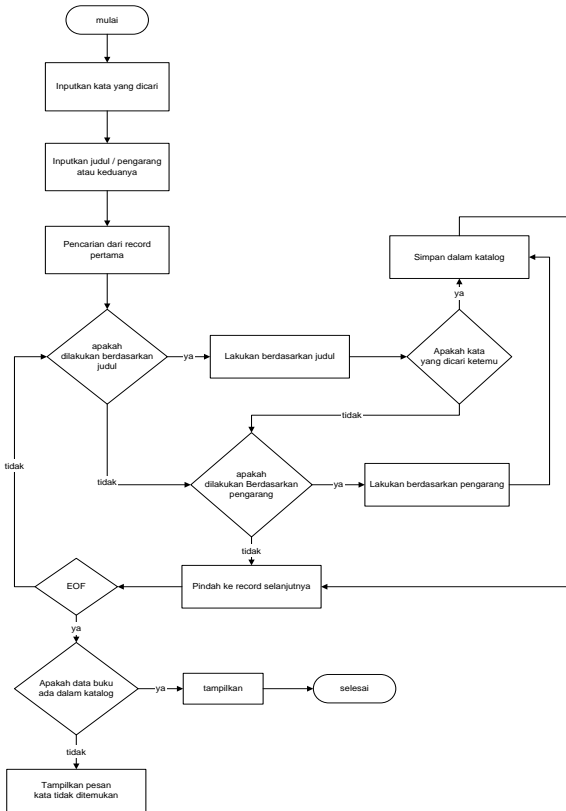 mulai
Inputkan kata yang dicari
Inputkan judul / pengarang
atau keduanya
Pencarian dari record
pertama
Simpan dalam katalog
ya
apakah
dilakukan berdasarkan
judul
ya
Lakukan berdasarkan judul
Apakah kata
yang dicari ketemu
tidak
tidak
tidak
apakah
dilakukan Berdasarkan
pengarang
ya
Lakukan berdasarkan pengarang
tidak
EOF
Pindah ke record selanjutnya
ya
Apakah data buku
ada dalam katalog
ya
tampilkan
selesai
tidak
Tampilkan pesan
kata tidak ditemukan